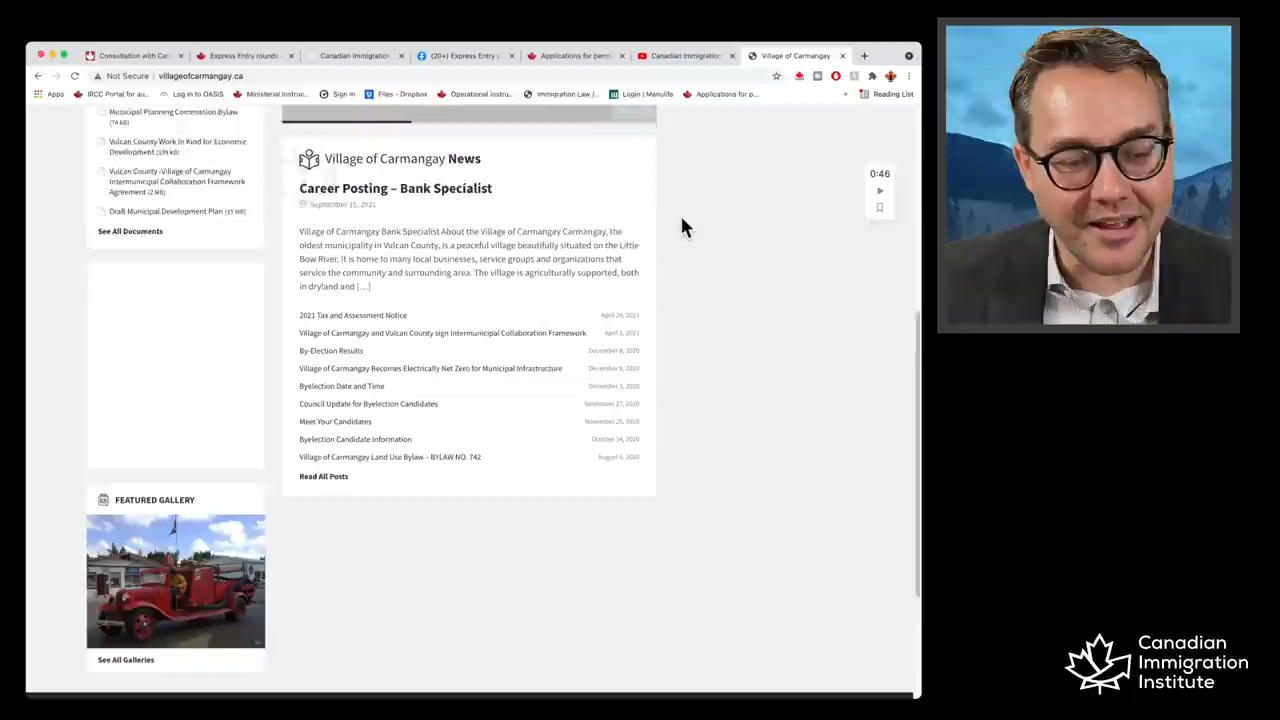 Consultation with Can
Express Entry rounds
Canadian Immigration
(20+) Express Entry
Applications for perm
Canadian Immigration
Village of Carmangay
Not Secure | villageofcarmangay.ca
Apps
IRCC Portal for au...
Log in to OASIS
Ministerial Instruc...
Sign In
Files - Dropbox
Operational instru...
Immigration Law /...
Login | Manulife
Applications for p...
»
Reading List
Municipal Planning Commission Bylaw
(74 kB)
Vulcan County Work In Kind for Economic
Development
Vulcan County -Village of Carmangay
Intermunicipal Collaboration Framework
Agreement (2 MB)
Draft Municipal Development Plan (15 MB)
See All Documents
FEATURED GALLERY
See All Galleries
Village of Carmangay News
Career Posting – Bank Specialist
September 15, 2021
Village of Carmangay Bank Specialist About the Village of Carmangay Carmangay, the
oldest municipality in Vulcan County, is a peaceful village beautifully situated on the Little
Bow River. It is home to many local businesses, service groups and organizations that
service the community and surrounding area. The village is agriculturally supported, both
in dryland and [...]
2021 Tax and Assessment Notice April 29, 2021
Village of Carmangay and Vulcan County sign Intermunicipal Collaboration Framework April 1, 2021
By-Election Results December 8, 2020
Village of Carmangay Becomes Electrically Net Zero for Municipal Infrastructure December 8, 2020
Byelection Date and Time December 3, 2020
Council Update for Byelection Candidates November 27, 2020
Meet Your Candidates November 25, 2020
Byelection Candidate Information October 14, 2020
Village of Carmangay Land Use Bylaw – BYLAW NO. 742 August 6, 2020
Read All Posts
0:46
Canadian
Immigration
Institute